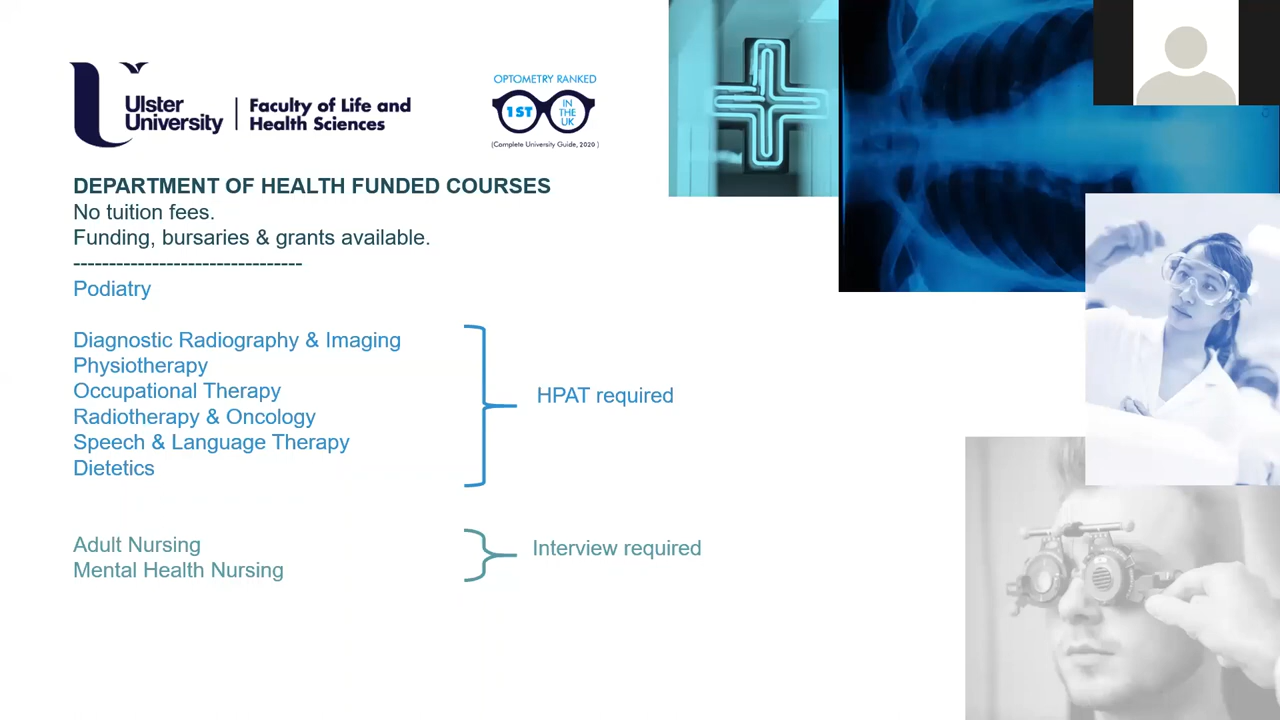 Ulster
University
Faculty of Life and
Health Sciences
OPTOMETRY RANKED
1ST
IN
THE
UK
(Complete University Guide, 2020 )
DEPARTMENT OF HEALTH FUNDED COURSES
No tuition fees.
Funding, bursaries & grants available.
--------------------------------
Podiatry
Diagnostic Radiography & Imaging
Physiotherapy
Occupational Therapy
Radiotherapy & Oncology
Speech & Language Therapy
Dietetics
HPAT required
Adult Nursing
Mental Health Nursing
Interview required